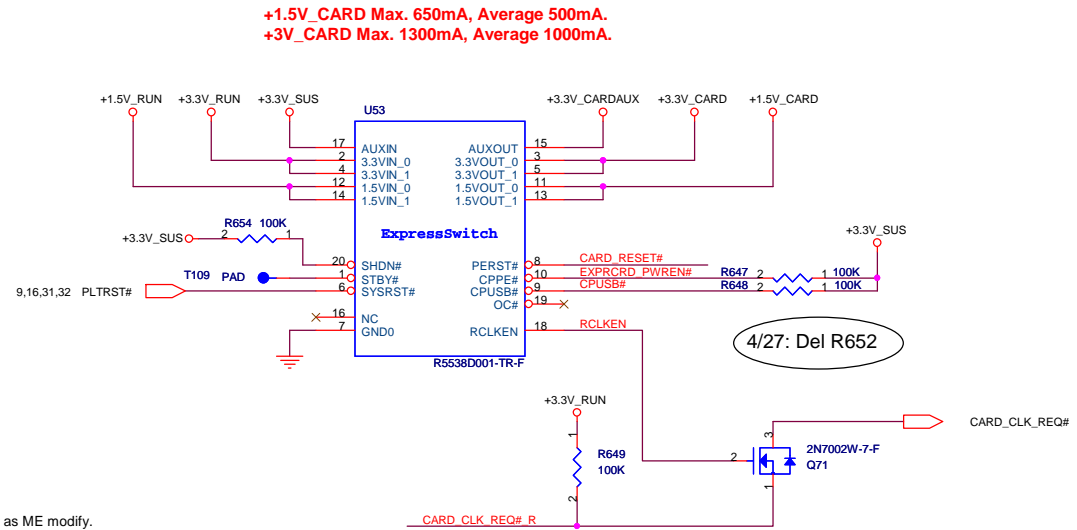 +1.5V_CARD Max. 650mA, Average 500mA.
+3V_CARD Max. 1300mA, Average 1000mA.
+1.5V_RUN +3.3V_RUN +3.3V_SUS
+3.3V_CARDAUX +3.3V_CARD +1.5V_CARD
U53
17 AUXIN AUXOUT 15
2 3.3VIN_0 3.3VOUT_0 3
4 3.3VIN_1 3.3VOUT_1 5
12 1.5VIN_0 1.5VOUT_0 11
14 1.5VIN_1 1.5VOUT_1 13
ExpressSwitch
R654 100K
+3.3V_SUS 2 1
+3.3V_SUS
20 SHDN# PERST# 8 CARD_RESET#
T109 PAD 1 STBY# CPPE# 10 EXPRCRD_PWREN# R647 2 1 100K
9,16,31,32 PLTRST# 6 SYSRST# CPUSB# 9 CPUSB# R648 2 1 100K
OC# 19
16 NC
7 GND0 RCLKEN 18 RCLKEN
R5538D001-TR-F
4/27: Del R652
+3.3V_RUN
1
R649
100K
2
CARD_CLK_REQ#
3
2N7002W-7-F
2
Q71
1
as ME modify.
CARD_CLK_REQ#_R